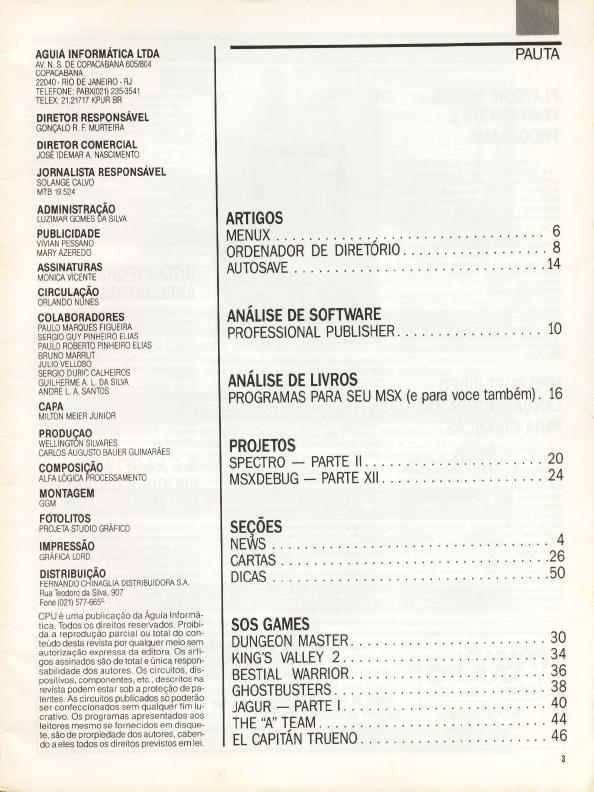 AGUIA INFORMÁTICA LTDA
AV. N. S. DE COPACABANA 605/804
COPACABANA
22040 - RIO DE JANEIRO - RJ
TELEFONE: PABX(021) 235-3541
TELEX: 21.21717 KPUR BR
DIRETOR RESPONSÁVEL
GONÇALO R. F. MURTEIRA
DIRETOR COMERCIAL
JOSÉ IDEMAR A. NASCIMENTO
JORNALISTA RESPONSÁVEL
SOLANGE CALVO
MTB 19.524
ADMINISTRAÇÃO
LUZIMAR GOMES DA SILVA
PUBLICIDADE
VIVIAN PESSANO
MARY AZEREDO
ASSINATURAS
MONICA VICENTE
CIRCULAÇÃO
ORLANDO NUNES
COLABORADORES
PAULO MARQUES FIGUEIRA
SERGIO GUY PINHEIRO ELIAS
PAULO ROBERTO PINHEIRO ELIAS
BRUNO MARRUT
JULIO VELLOSO
SERGIO DURIC CALHEIROS
GUILHERME A. L. DA SILVA
ANDRE L. A. SANTOS
CAPA
MILTON MEIER JUNIOR
PRODUÇAO
WELLINGTON SILVARES
CARLOS AUGUSTO BAUER GUIMARÃES
COMPOSIÇÃO
ALFA LÓGICA PROCESSAMENTO
MONTAGEM
GGM
FOTOLITOS
PROJETA STUDIO GRÁFICO
IMPRESSÃO
GRÁFICA LORD
DISTRIBUIÇÃO
FERNANDO CHINAGLIA DISTRIBUIDORA S.A.
Rua Teodoro da Silva, 907
Fone (021) 577-6655
CPU é uma publicação da Águia Informá-
tica. Todos os direitos reservados. Proibi-
da a reprodução parcial ou total do con-
teúdo desta revista por qualquer meio sem
autorização expressa da editora. Os arti-
gos assinados são de total e única respon-
sabilidade dos autores. Os circuitos, dis-
positivos, componentes, etc., descritos na
revista podem estar sob a proteção de pa-
tentes. As circuitos publicados só poderão
ser confeccionados sem qualquer fim lu-
crativo. Os programas apresentados aos
leitores mesmo se fornecidos em disque-
te, são de prorpiedade dos autores, caben-
do a eles todos os direitos previstos em lei.
PAUTA
ARTIGOS
MENUX . . . . . . . . . . . . . . . . . . . . . . . . . . . . . . . 6
ORDENADOR DE DIRETÓRIO . . . . . . . . . . . . . . . . . 8
AUTOSAVE . . . . . . . . . . . . . . . . . . . . . . . . . . . . . 14
ANÁLISE DE SOFTWARE
PROFESSIONAL PUBLISHER . . . . . . . . . . . . . . . . . 10
ANÁLISE DE LIVROS
PROGRAMAS PARA SEU MSX (e para voce também) . 16
PROJETOS
SPECTRO — PARTE II . . . . . . . . . . . . . . . . . . . . . 20
MSXDEBUG — PARTE XII . . . . . . . . . . . . . . . . . . . 24
SEÇÕES
NEWS . . . . . . . . . . . . . . . . . . . . . . . . . . . . . . . . 4
CARTAS . . . . . . . . . . . . . . . . . . . . . . . . . . . . . . . 26
DICAS . . . . . . . . . . . . . . . . . . . . . . . . . . . . . . . . 50
SOS GAMES
DUNGEON MASTER . . . . . . . . . . . . . . . . . . . . . . . 30
KING'S VALLEY 2 . . . . . . . . . . . . . . . . . . . . . . . . 34
BESTIAL WARRIOR . . . . . . . . . . . . . . . . . . . . . . . 36
GHOSTBUSTERS . . . . . . . . . . . . . . . . . . . . . . . . . 38
JAGUR — PARTE I . . . . . . . . . . . . . . . . . . . . . . . . 40
THE "A" TEAM . . . . . . . . . . . . . . . . . . . . . . . . . . 44
EL CAPITÁN TRUENO . . . . . . . . . . . . . . . . . . . . . . 46
3